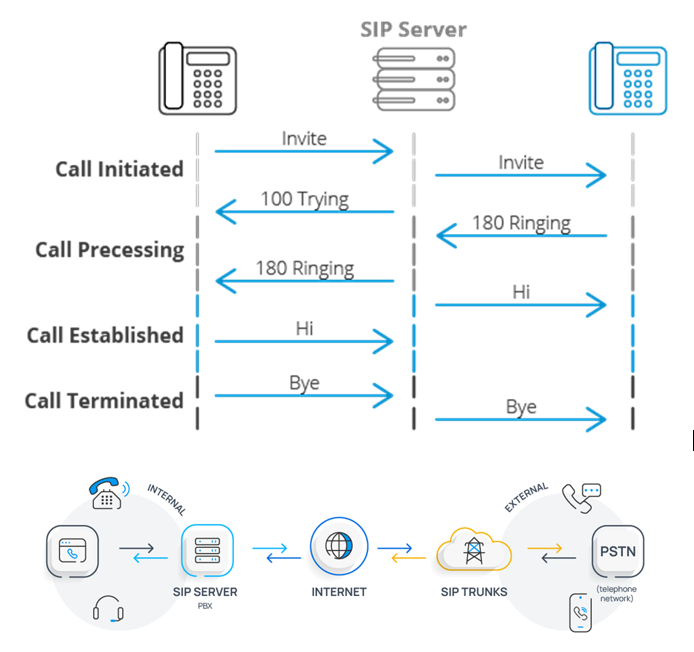 SIP Server
Invite
Call Initiated
Invite
100 Trying
180 Ringing
Call Precessing
180 Ringing
Hi
Hi
Call Established
Bye
Call Terminated
Bye
INTERNAL
EXTERNAL
PSTN
SIP SERVER
PBX
INTERNET
SIP TRUNKS
(telephone
network)